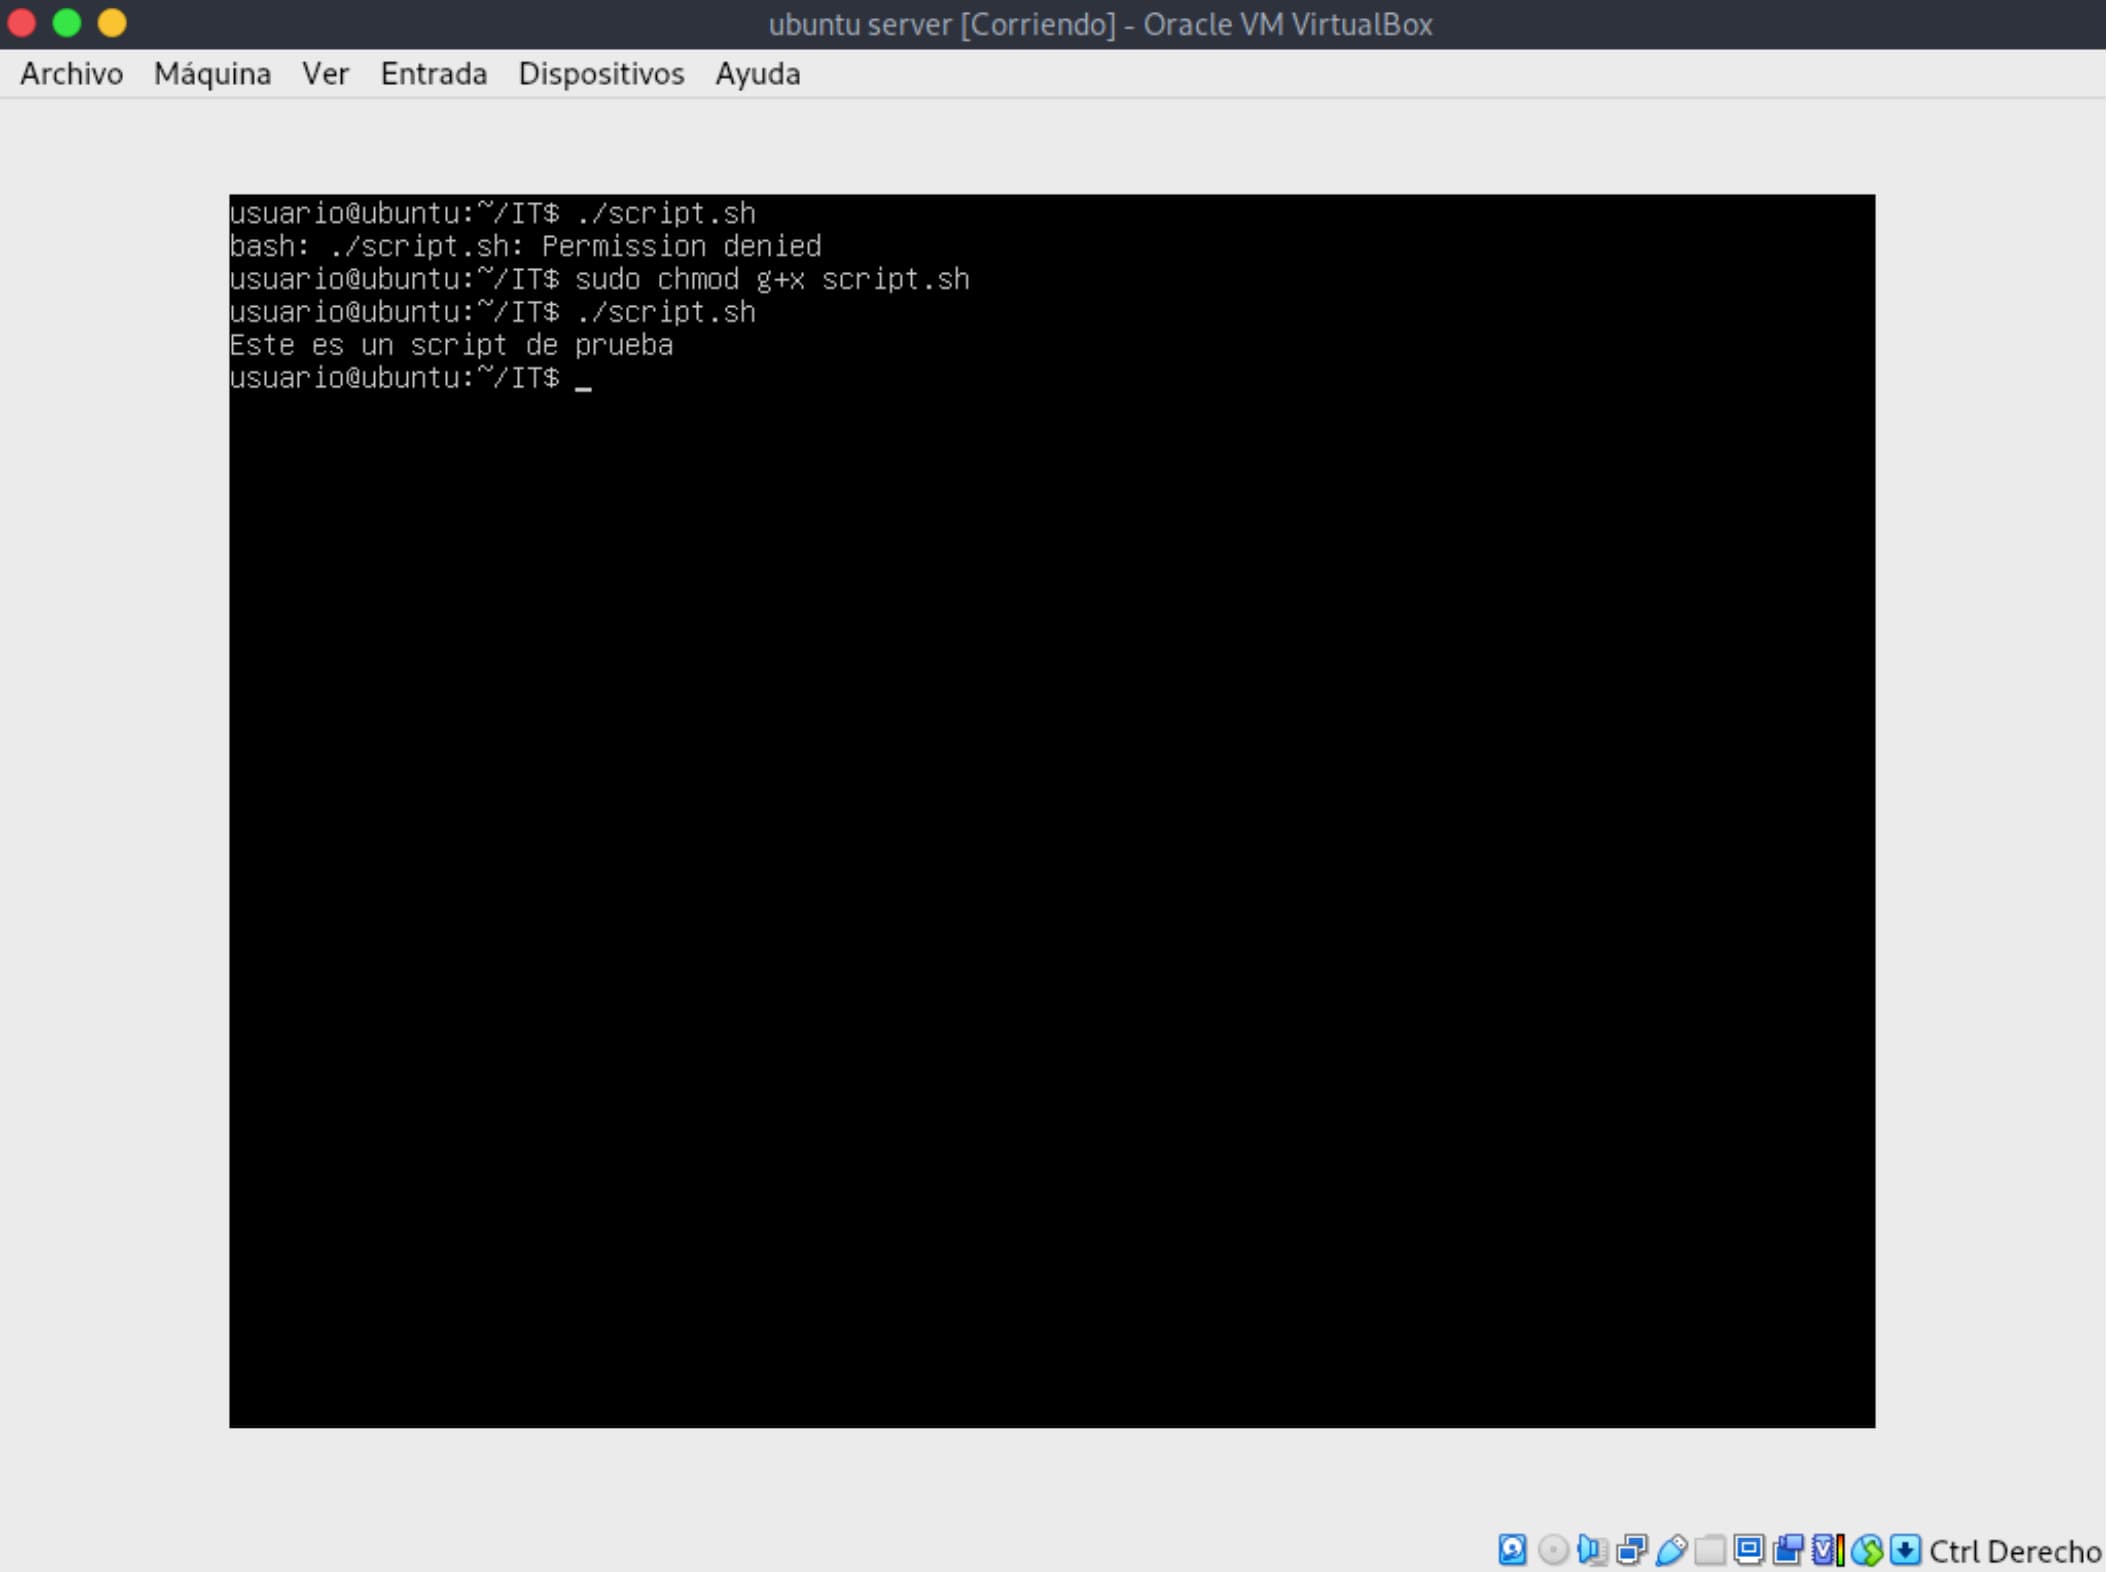 ubuntu server [Corriendo] - Oracle VM VirtualBox
Archivo Máquina Ver Entrada Dispositivos Ayuda
usuario@ubuntu:~/IT$ ./script.sh
bash: ./script.sh: Permission denied
usuario@ubuntu:~/IT$ sudo chmod g+x script.sh
usuario@ubuntu:~/IT$ ./script.sh
Este es un script de prueba
usuario@ubuntu:~/IT$ _
Ctrl Derecho